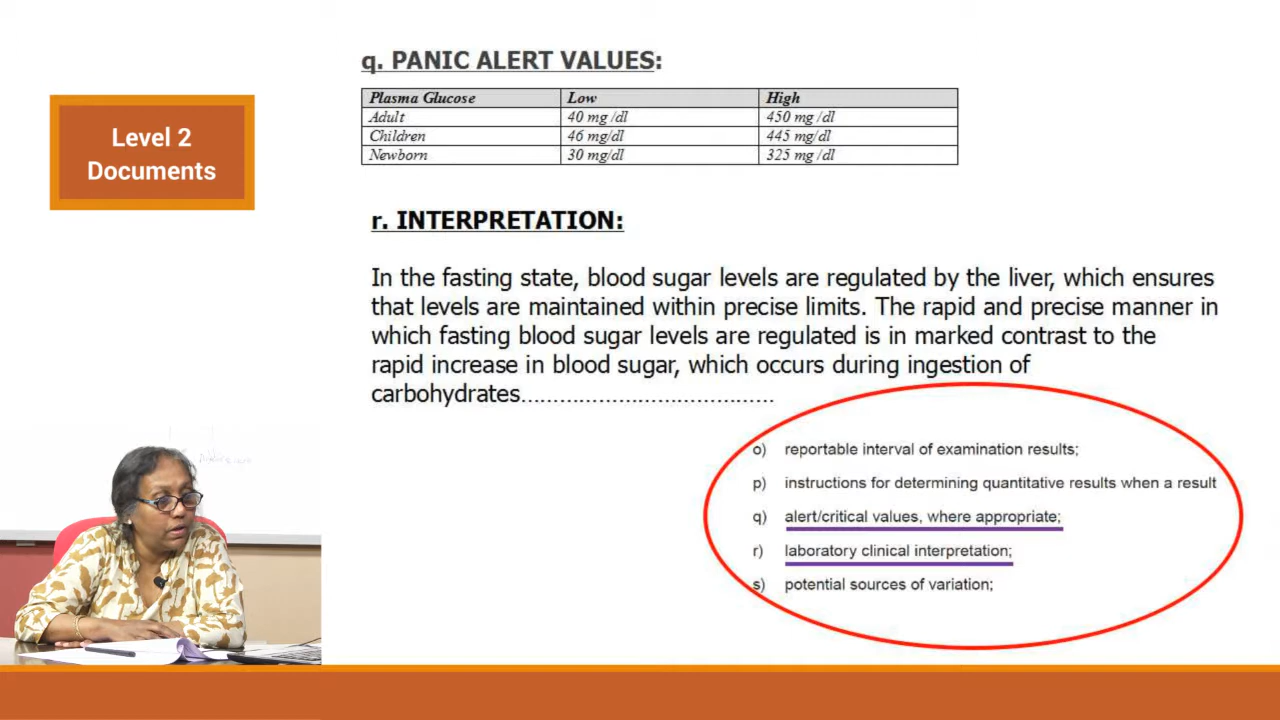 Level 2
Documents
q. PANIC ALERT VALUES:
Plasma Glucose Low High
Adult 40 mg /dl 450 mg /dl
Children 46 mg/dl 445 mg/dl
Newborn 30 mg/dl 325 mg /dl
r. INTERPRETATION:
In the fasting state, blood sugar levels are regulated by the liver, which ensures
that levels are maintained within precise limits. The rapid and precise manner in
which fasting blood sugar levels are regulated is in marked contrast to the
rapid increase in blood sugar, which occurs during ingestion of
carbohydrates.......................................
o) reportable interval of examination results;
p) instructions for determining quantitative results when a result
q) alert/critical values, where appropriate;
r) laboratory clinical interpretation;
s) potential sources of variation;